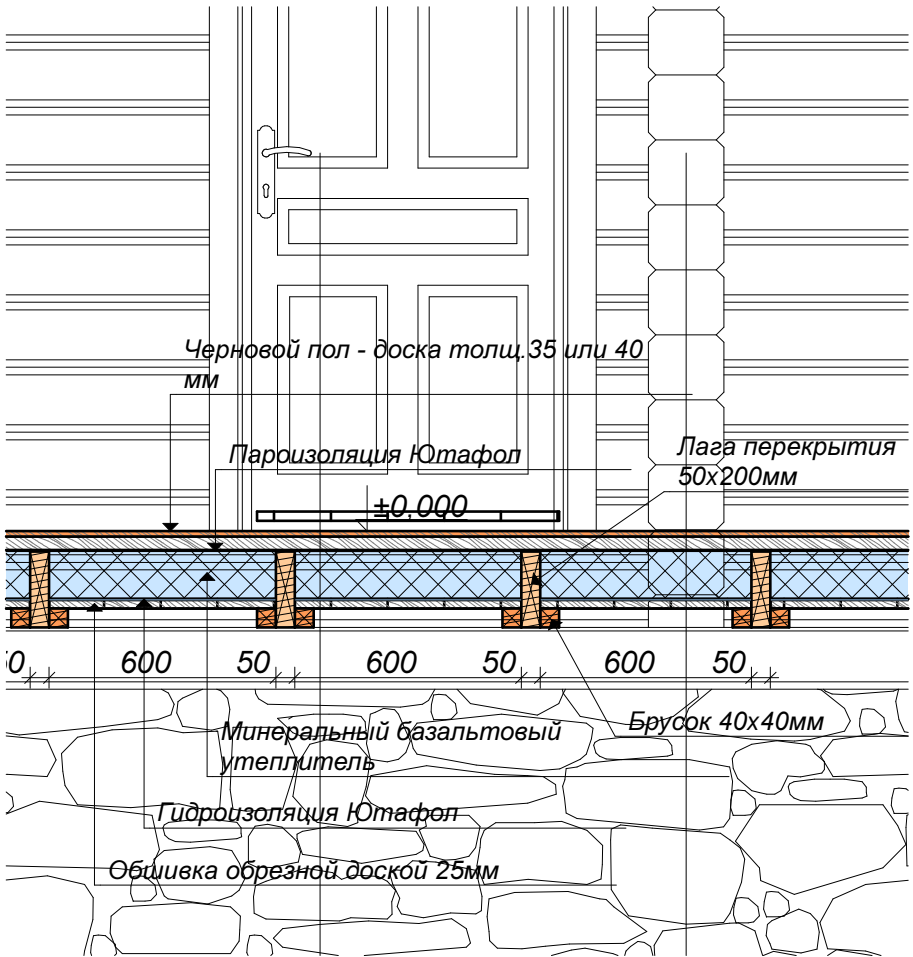 Черновой пол - доска толщ.35 или 40
мм
Пароизоляция Ютафол
Лага перекрытия
50х200мм
±0,000
50 600 50 600 50 600 50
Брусок 40х40мм
Минеральный базальтовый
утеплитель
Гидроизоляция Ютафол
Обшивка обрезной доской 25мм